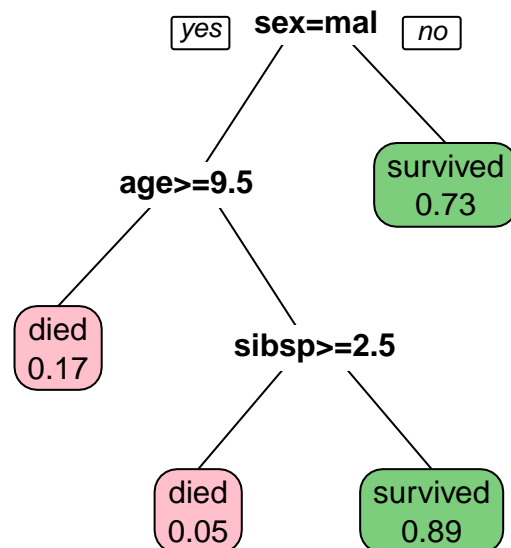 yes
sex=mal
no
age>=9.5
survived
0.73
died
0.17
sibsp>=2.5
died
0.05
survived
0.89